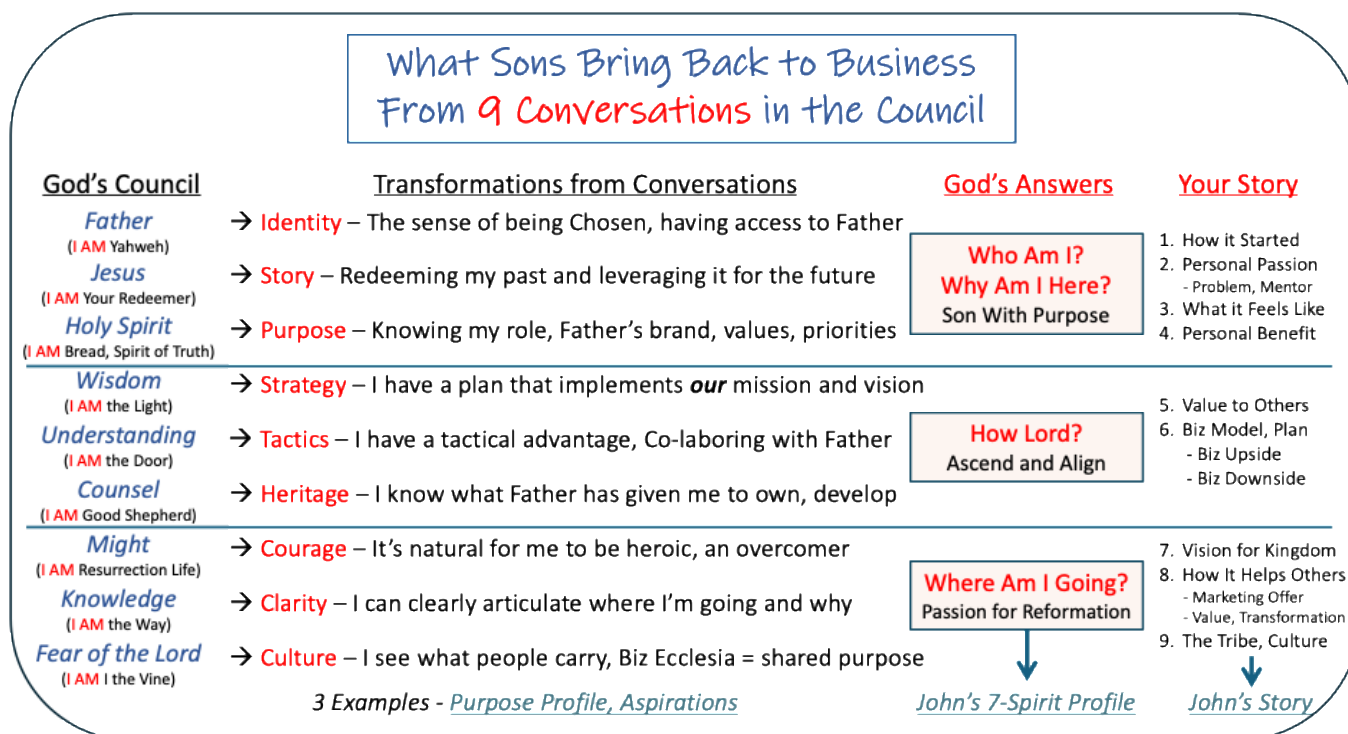 What Sons Bring Back to Business
From 9 Conversations in the Council
God's Council
Transformations from Conversations
God's Answers
Your Story
Father
(I AM Yahweh)
→ Identity – The sense of being Chosen, having access to Father
Jesus
(I AM Your Redeemer)
→ Story – Redeeming my past and leveraging it for the future
Holy Spirit
(I AM Bread, Spirit of Truth)
→ Purpose – Knowing my role, Father's brand, values, priorities
Who Am I?
Why Am I Here?
Son With Purpose
1. How it Started
2. Personal Passion
- Problem, Mentor
3. What it Feels Like
4. Personal Benefit
Wisdom
(I AM the Light)
→ Strategy – I have a plan that implements our mission and vision
Understanding
(I AM the Door)
→ Tactics – I have a tactical advantage, Co-laboring with Father
Counsel
(I AM Good Shepherd)
→ Heritage – I know what Father has given me to own, develop
How Lord?
Ascend and Align
5. Value to Others
6. Biz Model, Plan
- Biz Upside
- Biz Downside
Might
(I AM Resurrection Life)
→ Courage – It's natural for me to be heroic, an overcomer
Knowledge
(I AM the Way)
→ Clarity – I can clearly articulate where I'm going and why
Fear of the Lord
(I AM I the Vine)
→ Culture – I see what people carry, Biz Ecclesia = shared purpose
Where Am I Going?
Passion for Reformation
7. Vision for Kingdom
8. How It Helps Others
- Marketing Offer
- Value, Transformation
9. The Tribe, Culture
3 Examples - Purpose Profile, Aspirations
John's 7-Spirit Profile
John's Story